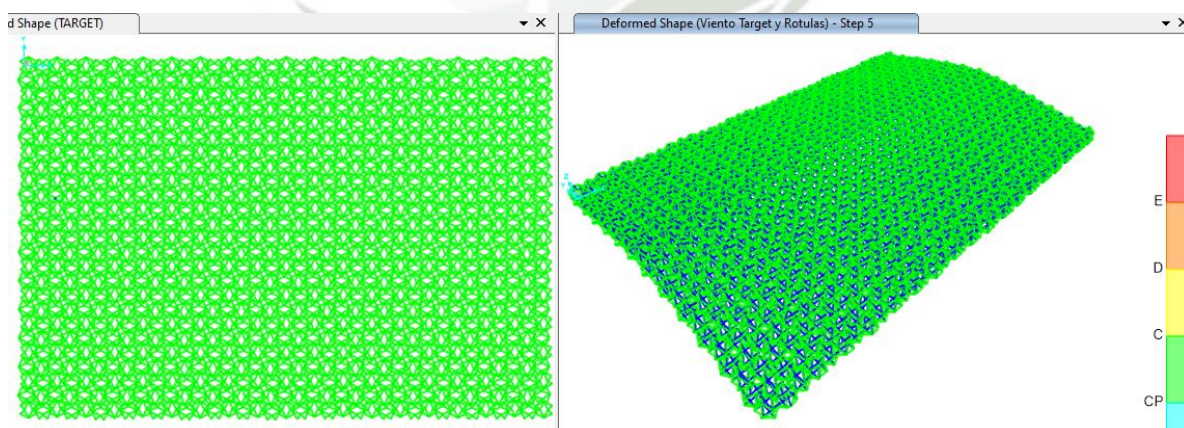 d Shape (TARGET)
Deformed Shape (Viento Target y Rotulas) - Step 5
E
D
C
CP